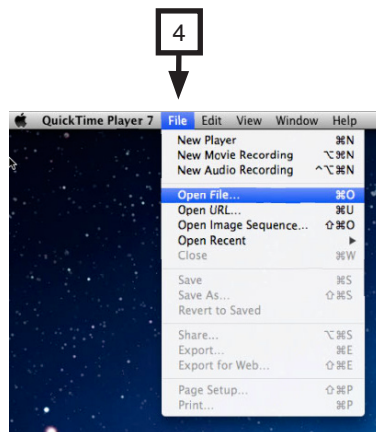 4
QuickTime Player 7 File Edit View Window Help
New Player ⌘N
New Movie Recording ⌥⌘N
New Audio Recording ^⌥⌘N
Open File... ⌘O
Open URL... ⌘U
Open Image Sequence... ⇧⌘O
Open Recent ▶
Close ⌘W
Save ⌘S
Save As... ⇧⌘S
Revert to Saved
Share... ⌥⌘S
Export... ⌘E
Export for Web... ⇧⌘E
Page Setup... ⇧⌘P
Print... ⌘P